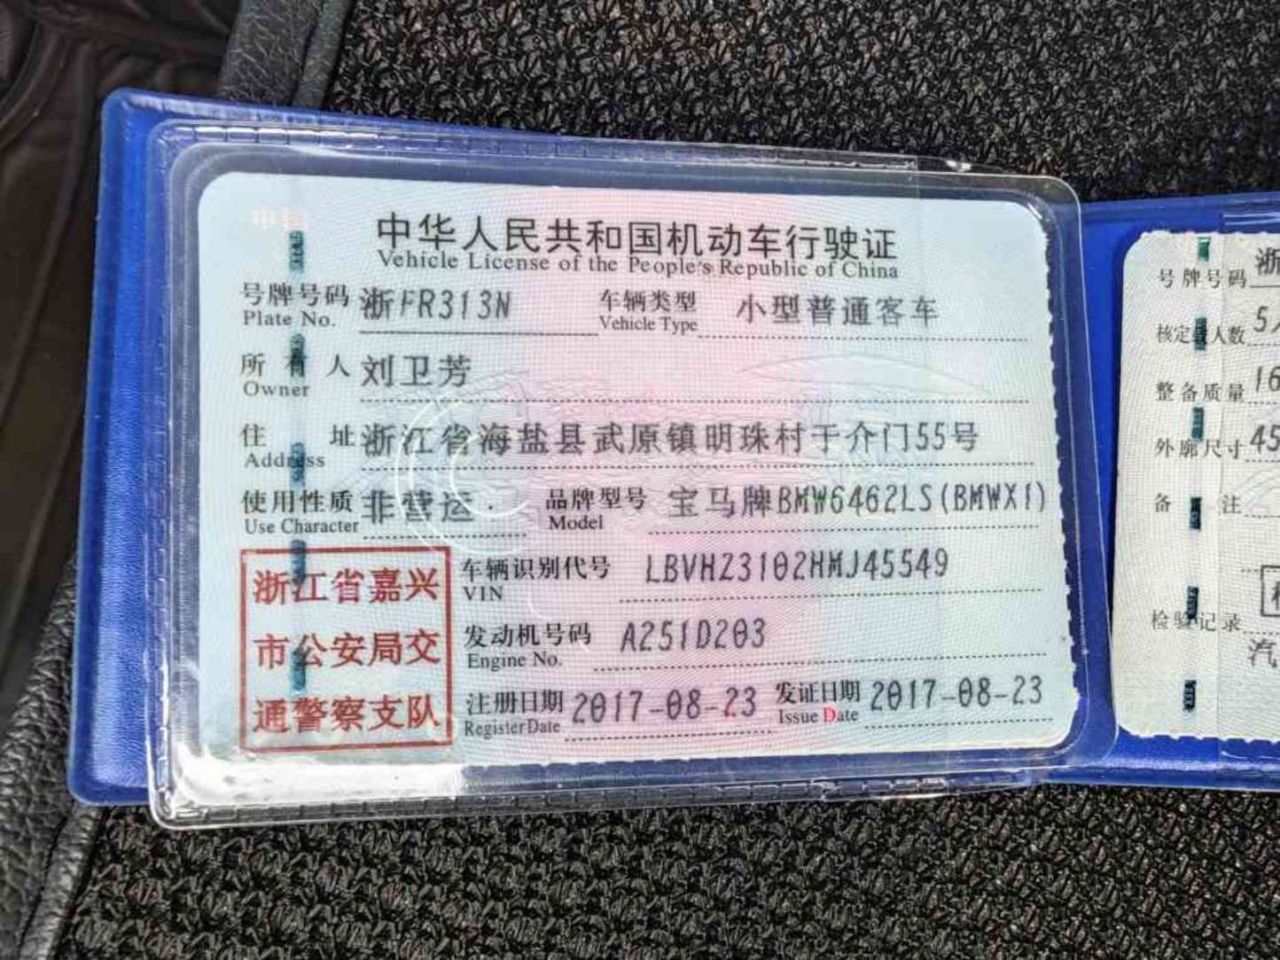 中华人民共和国机动车行驶证
Vehicle License of the People's Republic of China
号牌号码 浙FR313N 车辆类型 小型普通客车
Plate No. Vehicle Type
所有人 刘卫芳
Owner
住址 浙江省海盐县武原镇明珠村于介门55号
Address
使用性质 非营运 品牌型号 宝马牌BMW6462LS(BMWX1)
Use Character Model
浙江省嘉兴
市公安局交
通警察支队
车辆识别代号 LBVHZ3102HMJ45549
VIN
发动机号码 A251D203
Engine No.
注册日期 2017-08-23 发证日期 2017-08-23
Register Date Issue Date
号牌号码 浙
核定载人数 5
整备质量 16
外廓尺寸 45
备注
检验记录
汽